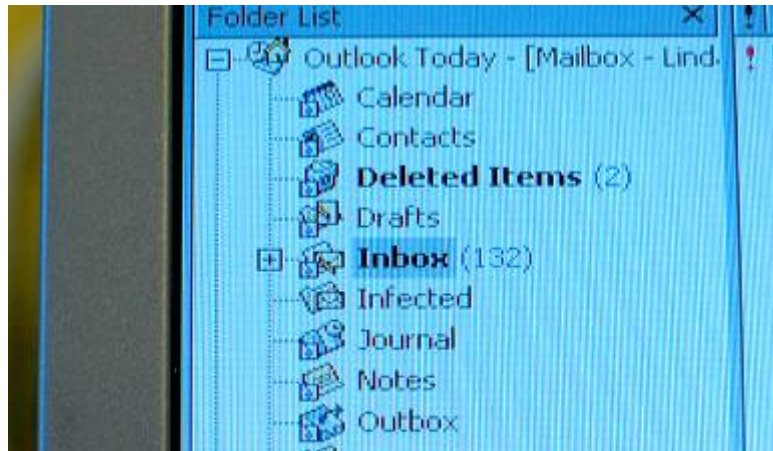 Folder List
Outlook Today - [Mailbox - Lind
Calendar
Contacts
Deleted Items (2)
Drafts
Inbox (132)
Infected
Journal
Notes
Outbox